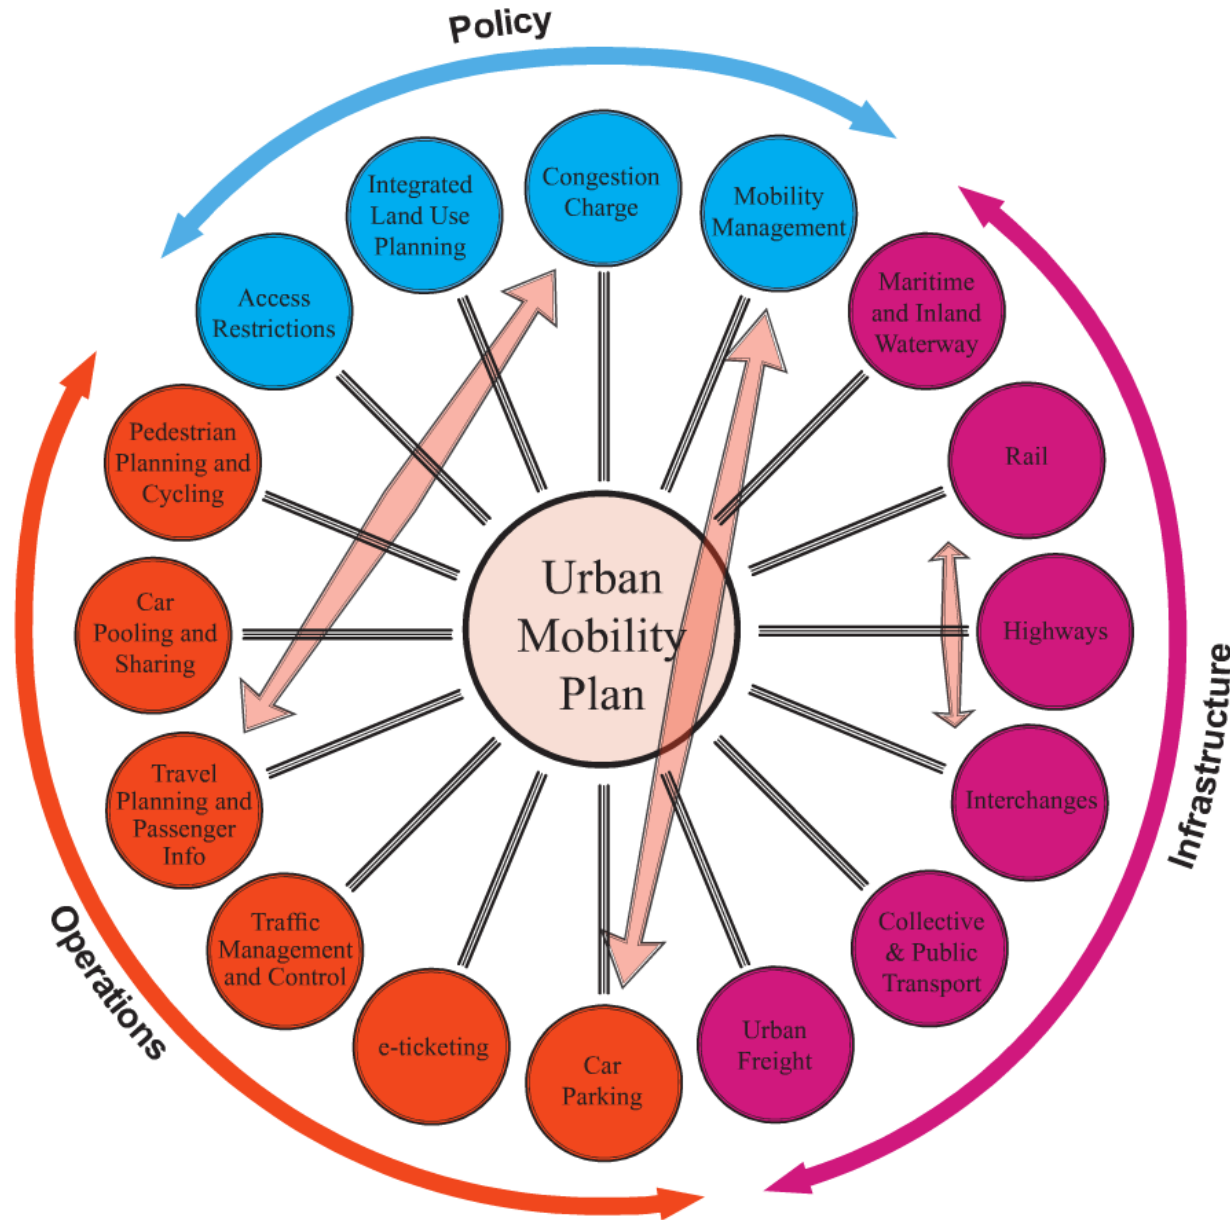 Policy
Congestion
Charge
Integrated
Land Use
Planning
Mobility
Management
Access
Restrictions
Maritime
and Inland
Waterway
Pedestrian
Planning and
Cycling
Rail
Urban
Mobility
Plan
Car
Pooling and
Sharing
Highways
Infrastructure
Travel
Planning and
Passenger
Info
Interchanges
Operations
Traffic
Management
and Control
Collective
& Public
Transport
e-ticketing
Car
Parking
Urban
Freight